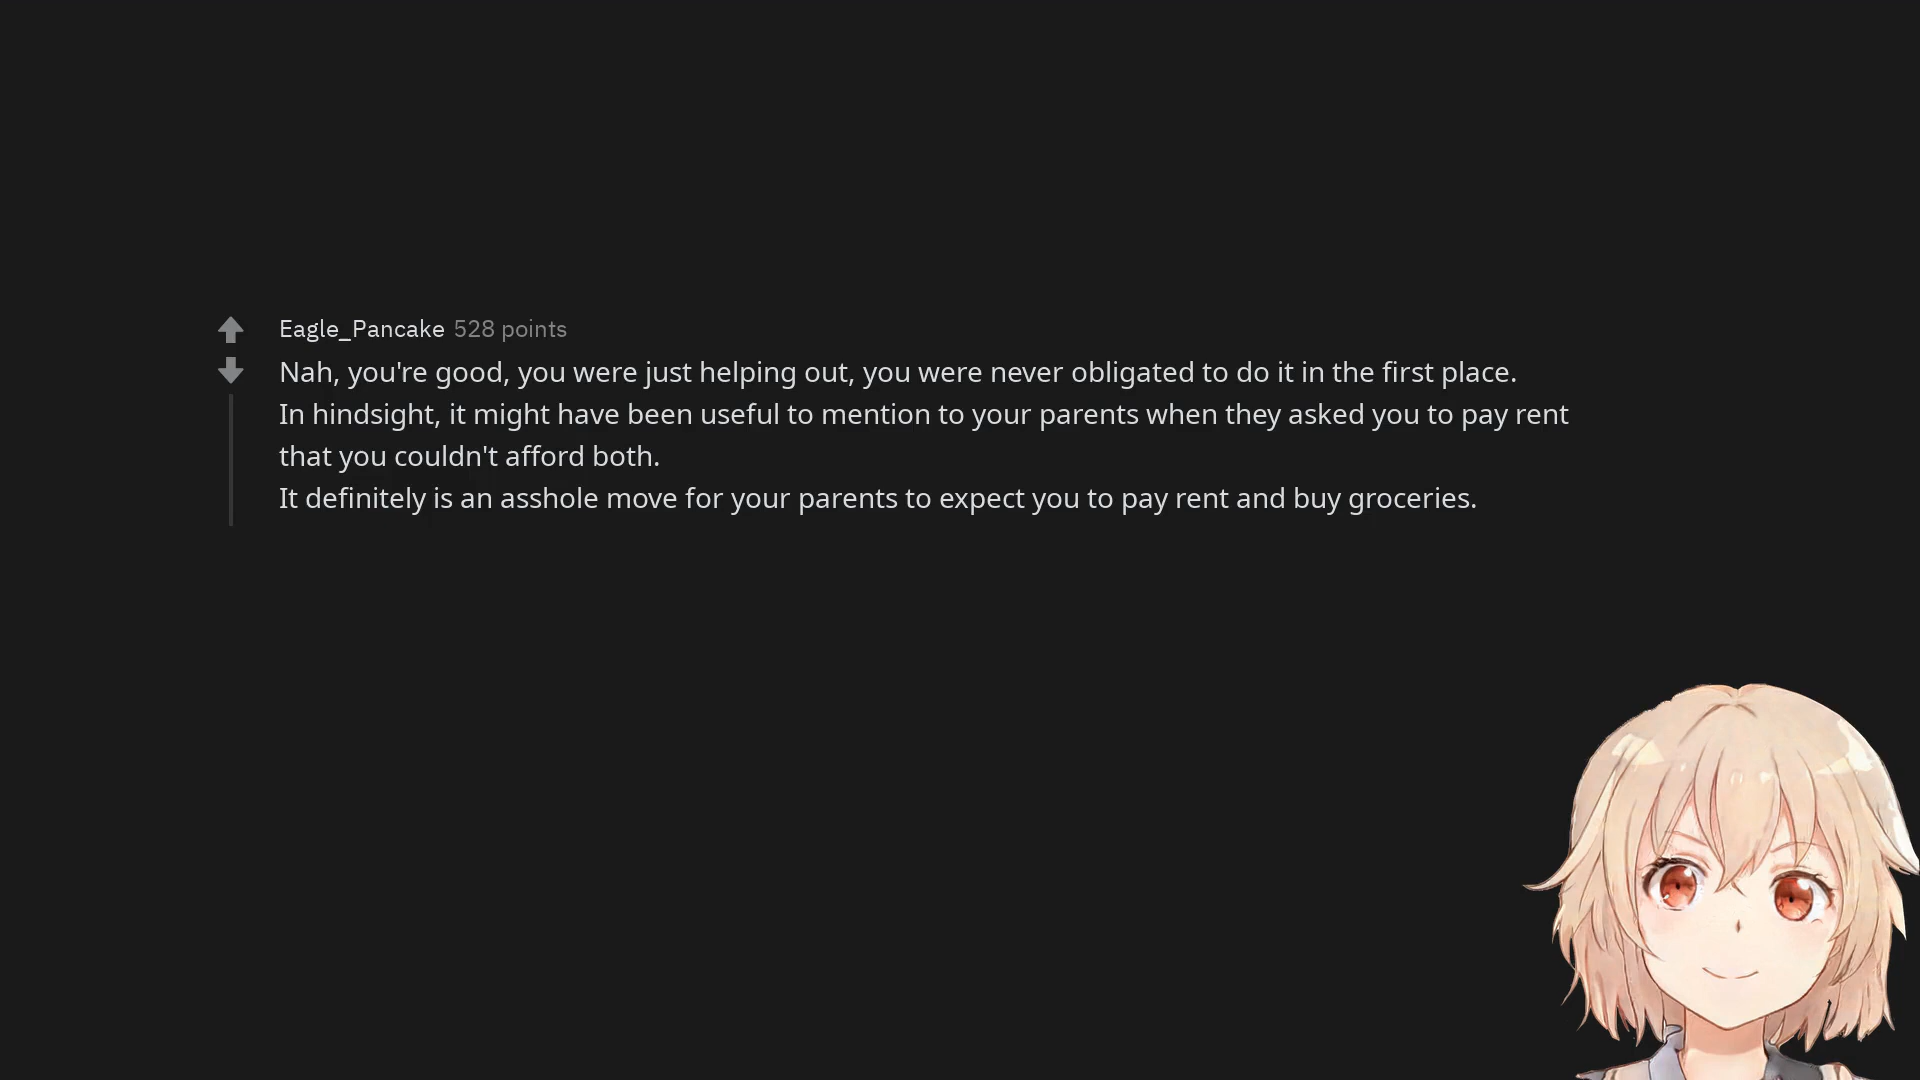 Eagle_Pancake 528 points
Nah, you're good, you were just helping out, you were never obligated to do it in the first place.
In hindsight, it might have been useful to mention to your parents when they asked you to pay rent
that you couldn't afford both.
It definitely is an asshole move for your parents to expect you to pay rent and buy groceries.